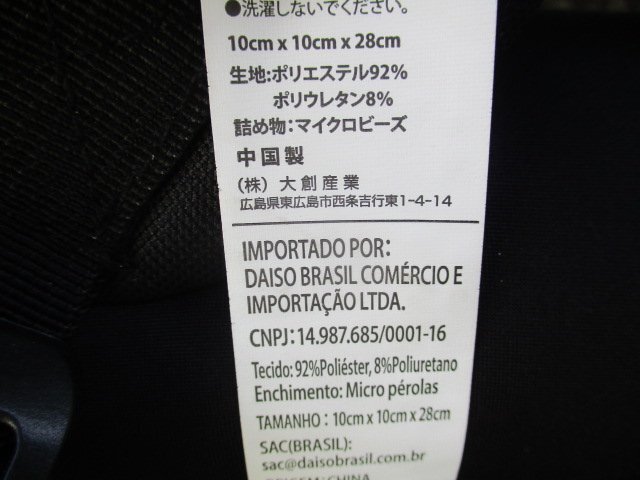 ●洗濯しないでください。
10cm x 10cm x 28cm
生地:ポリエステル92%
ポリウレタン8%
詰め物：マイクロビーズ
中国製
(株) 大創産業
広島県東広島市西条吉行東1-4-14
IMPORTADO POR:
DAISO BRASIL COMÉRCIO E
IMPORTAÇÃO LTDA.
CNPJ: 14.987.685/0001-16
Tecido: 92%Poliéster, 8%Poliuretano
Enchimento: Micro pérolas
TAMANHO : 10cm x 10cm x 28cm
SAC(BRASIL):
sac@daisobrasil.com.br
ORIGEM: CHINA